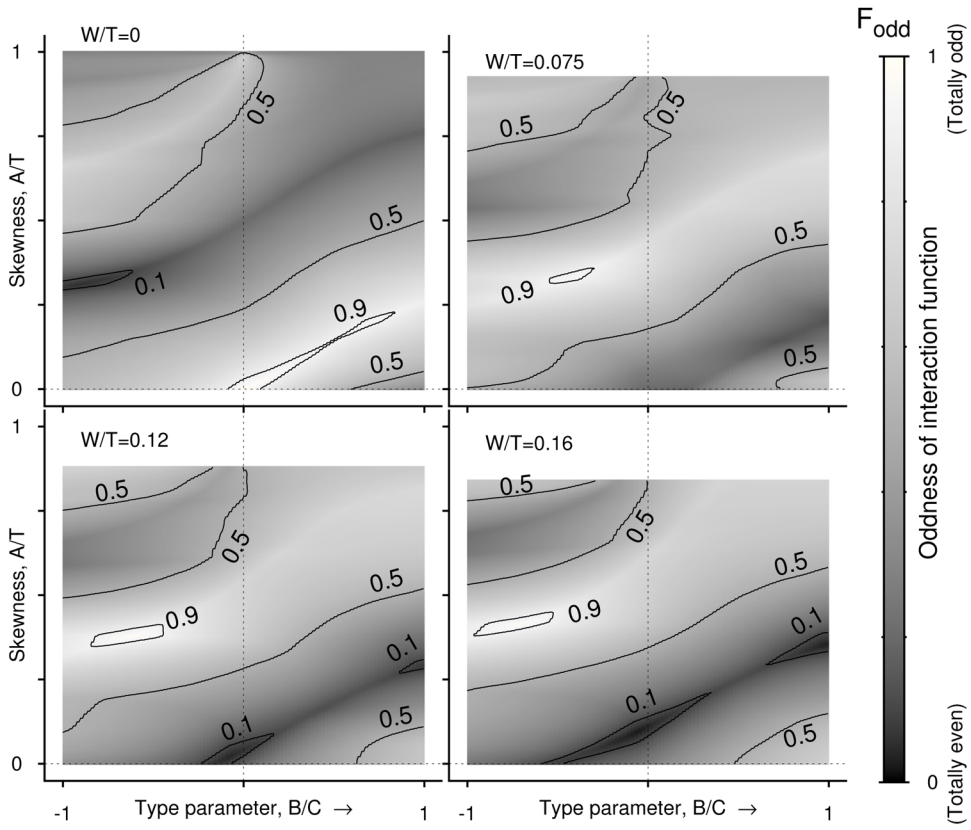 F_odd
W/T=0
1
Skewness, A/T
0
0.5
0.5
0.1
0.9
0.5
W/T=0.075
0.5
0.5
0.5
0.9
0.5
1
(Totally odd)
Oddness of interaction function
0
(Totally even)
W/T=0.12
1
Skewness, A/T
0
0.5
0.5
0.9
0.5
0.1
0.1
0.5
-1
Type parameter, B/C →
1
W/T=0.16
0.5
0.5
0.9
0.5
0.1
0.1
0.5
-1
Type parameter, B/C →
1